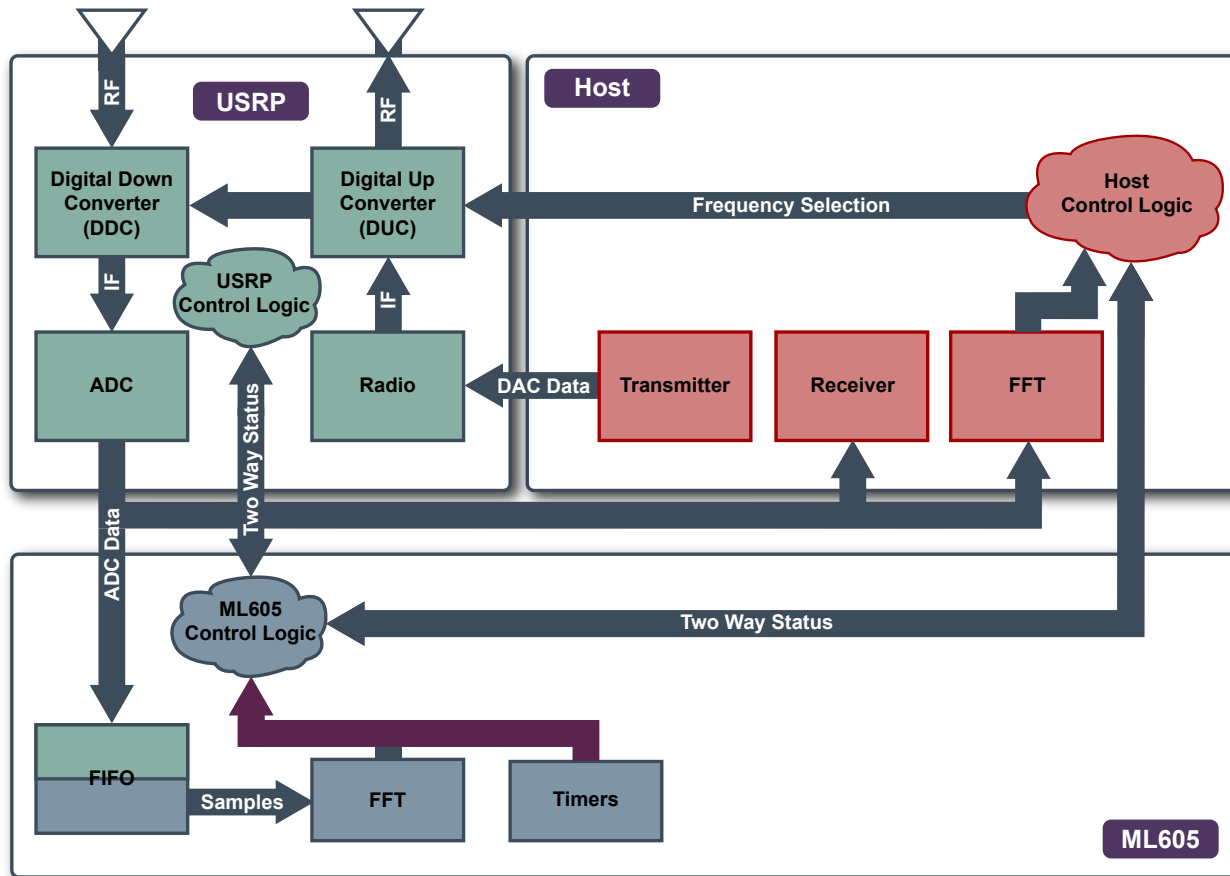 RF
RF
USRP
Host
Digital Down
Converter
(DDC)
Digital Up
Converter
(DUC)
Frequency Selection
Host
Control Logic
IF
USRP
Control Logic
IF
ADC
Radio
DAC Data
Transmitter
Receiver
FFT
Two Way Status
ADC Data
ML605
Control Logic
Two Way Status
FIFO
Samples
FFT
Timers
ML605